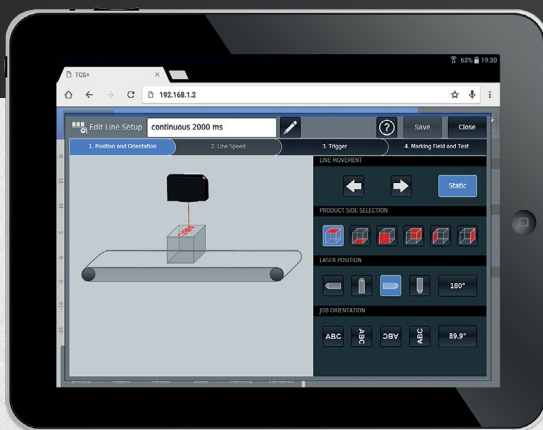 63% 19:30
TCS+
192.168.1.2
Edit Line Setup continuous 2000 ms ? Save Close
1. Position and Orientation 2. Line Speed 3. Trigger 4. Marking Field and Test
LINE MOVEMENT
Static
PRODUCT SIDE SELECTION
LASER POSITION
180°
JOB ORIENTATION
ABC ABC ABC ABC 89.9°